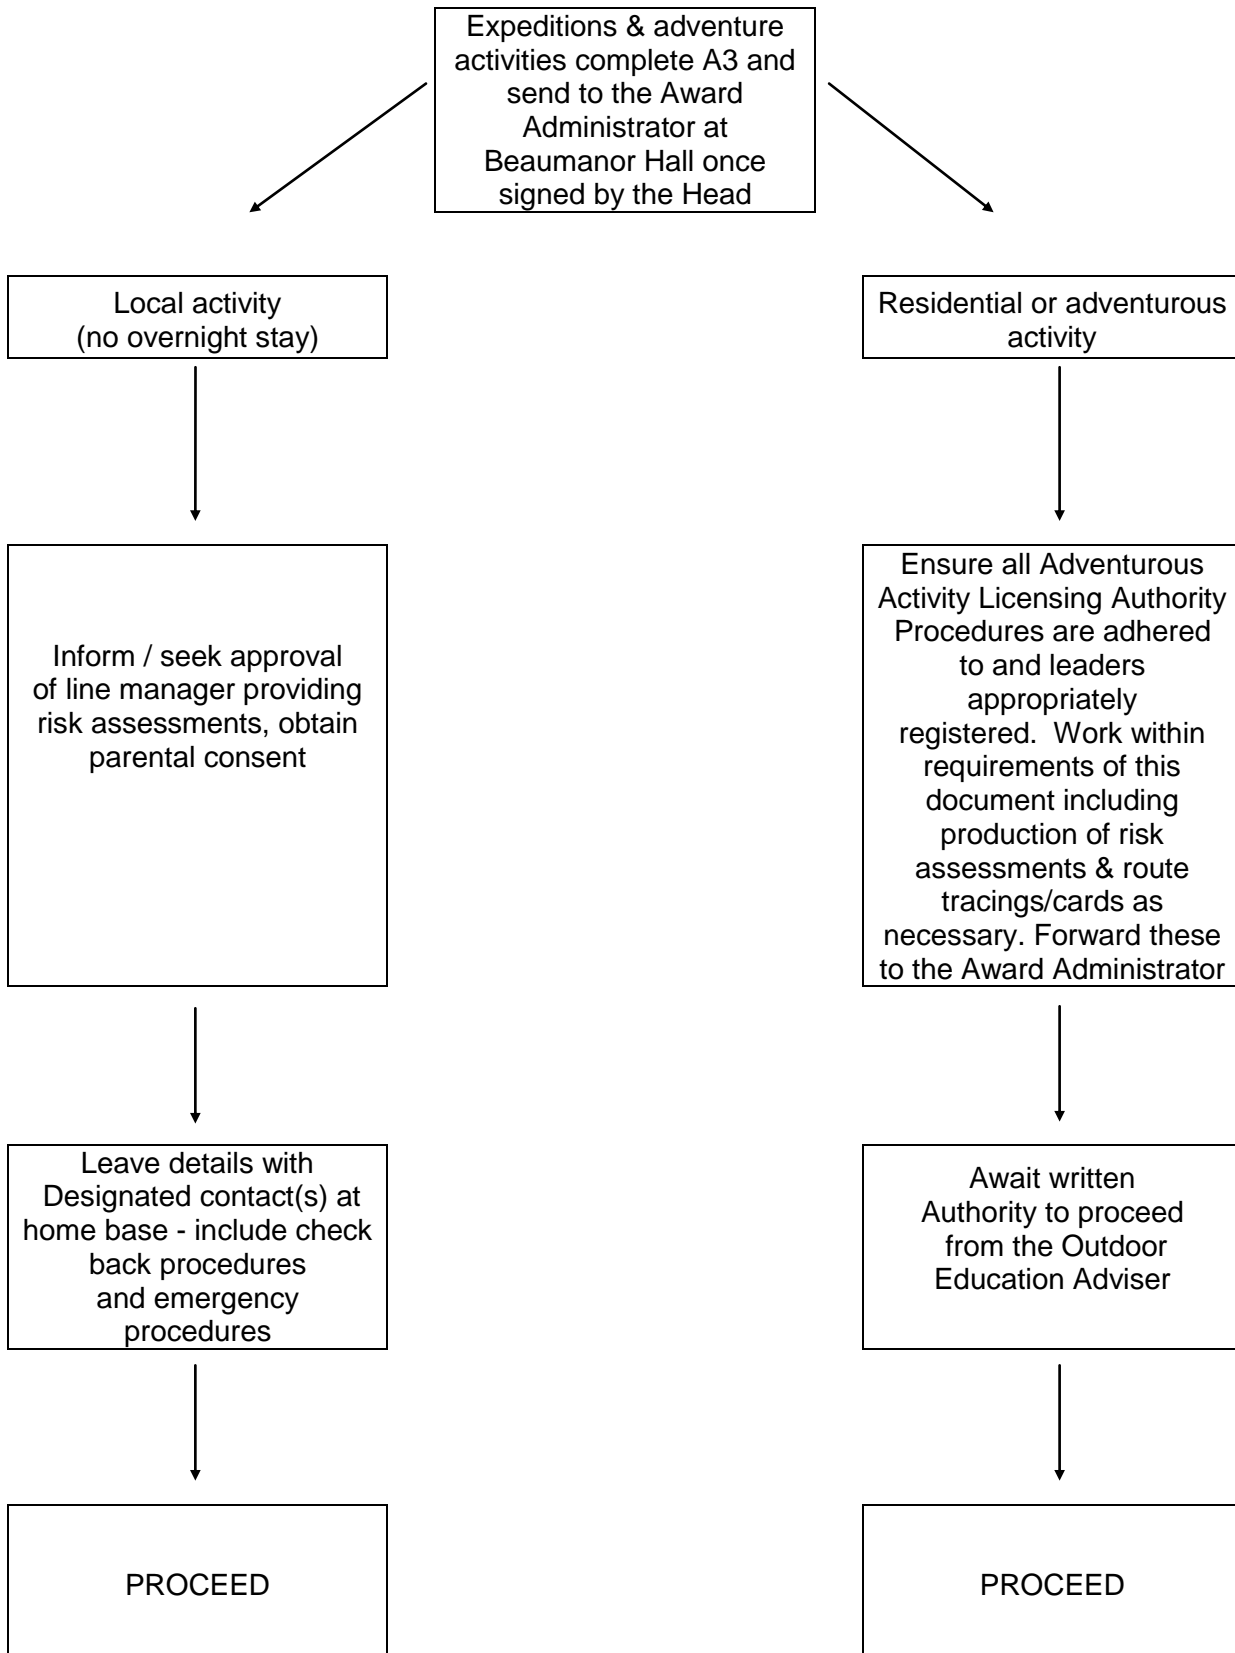 Expeditions & adventure
activities complete A3 and
send to the Award
Administrator at
Beaumanor Hall once
signed by the Head
Local activity
(no overnight stay)
Residential or adventurous
activity
Inform / seek approval
of line manager providing
risk assessments, obtain
parental consent
Ensure all Adventurous
Activity Licensing Authority
Procedures are adhered
to and leaders
appropriately
registered. Work within
requirements of this
document including
production of risk
assessments & route
tracings/cards as
necessary. Forward these
to the Award Administrator
Leave details with
Designated contact(s) at
home base - include check
back procedures
and emergency
procedures
Await written
Authority to proceed
from the Outdoor
Education Adviser
PROCEED
PROCEED